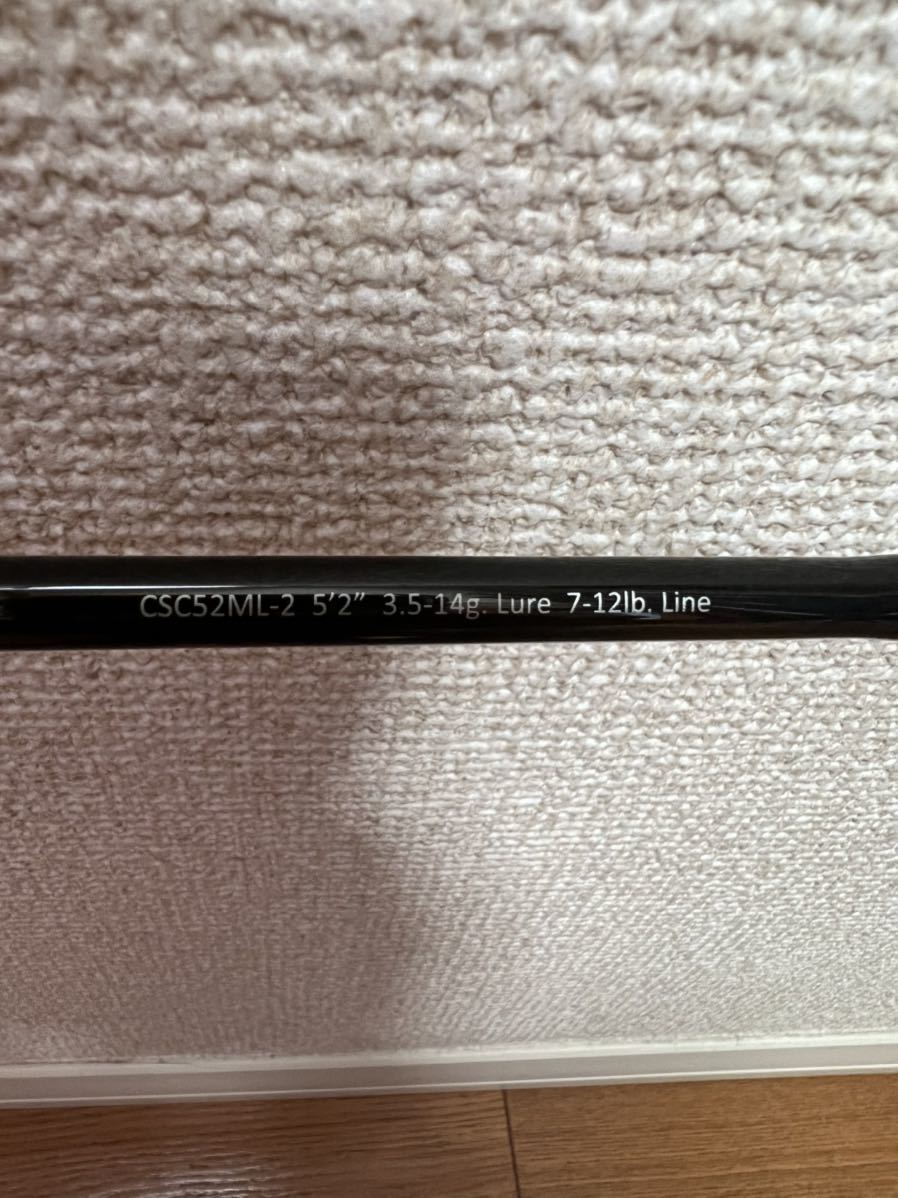 CSC52ML-2 5’2” 3.5-14g. Lure 7-12lb. Line